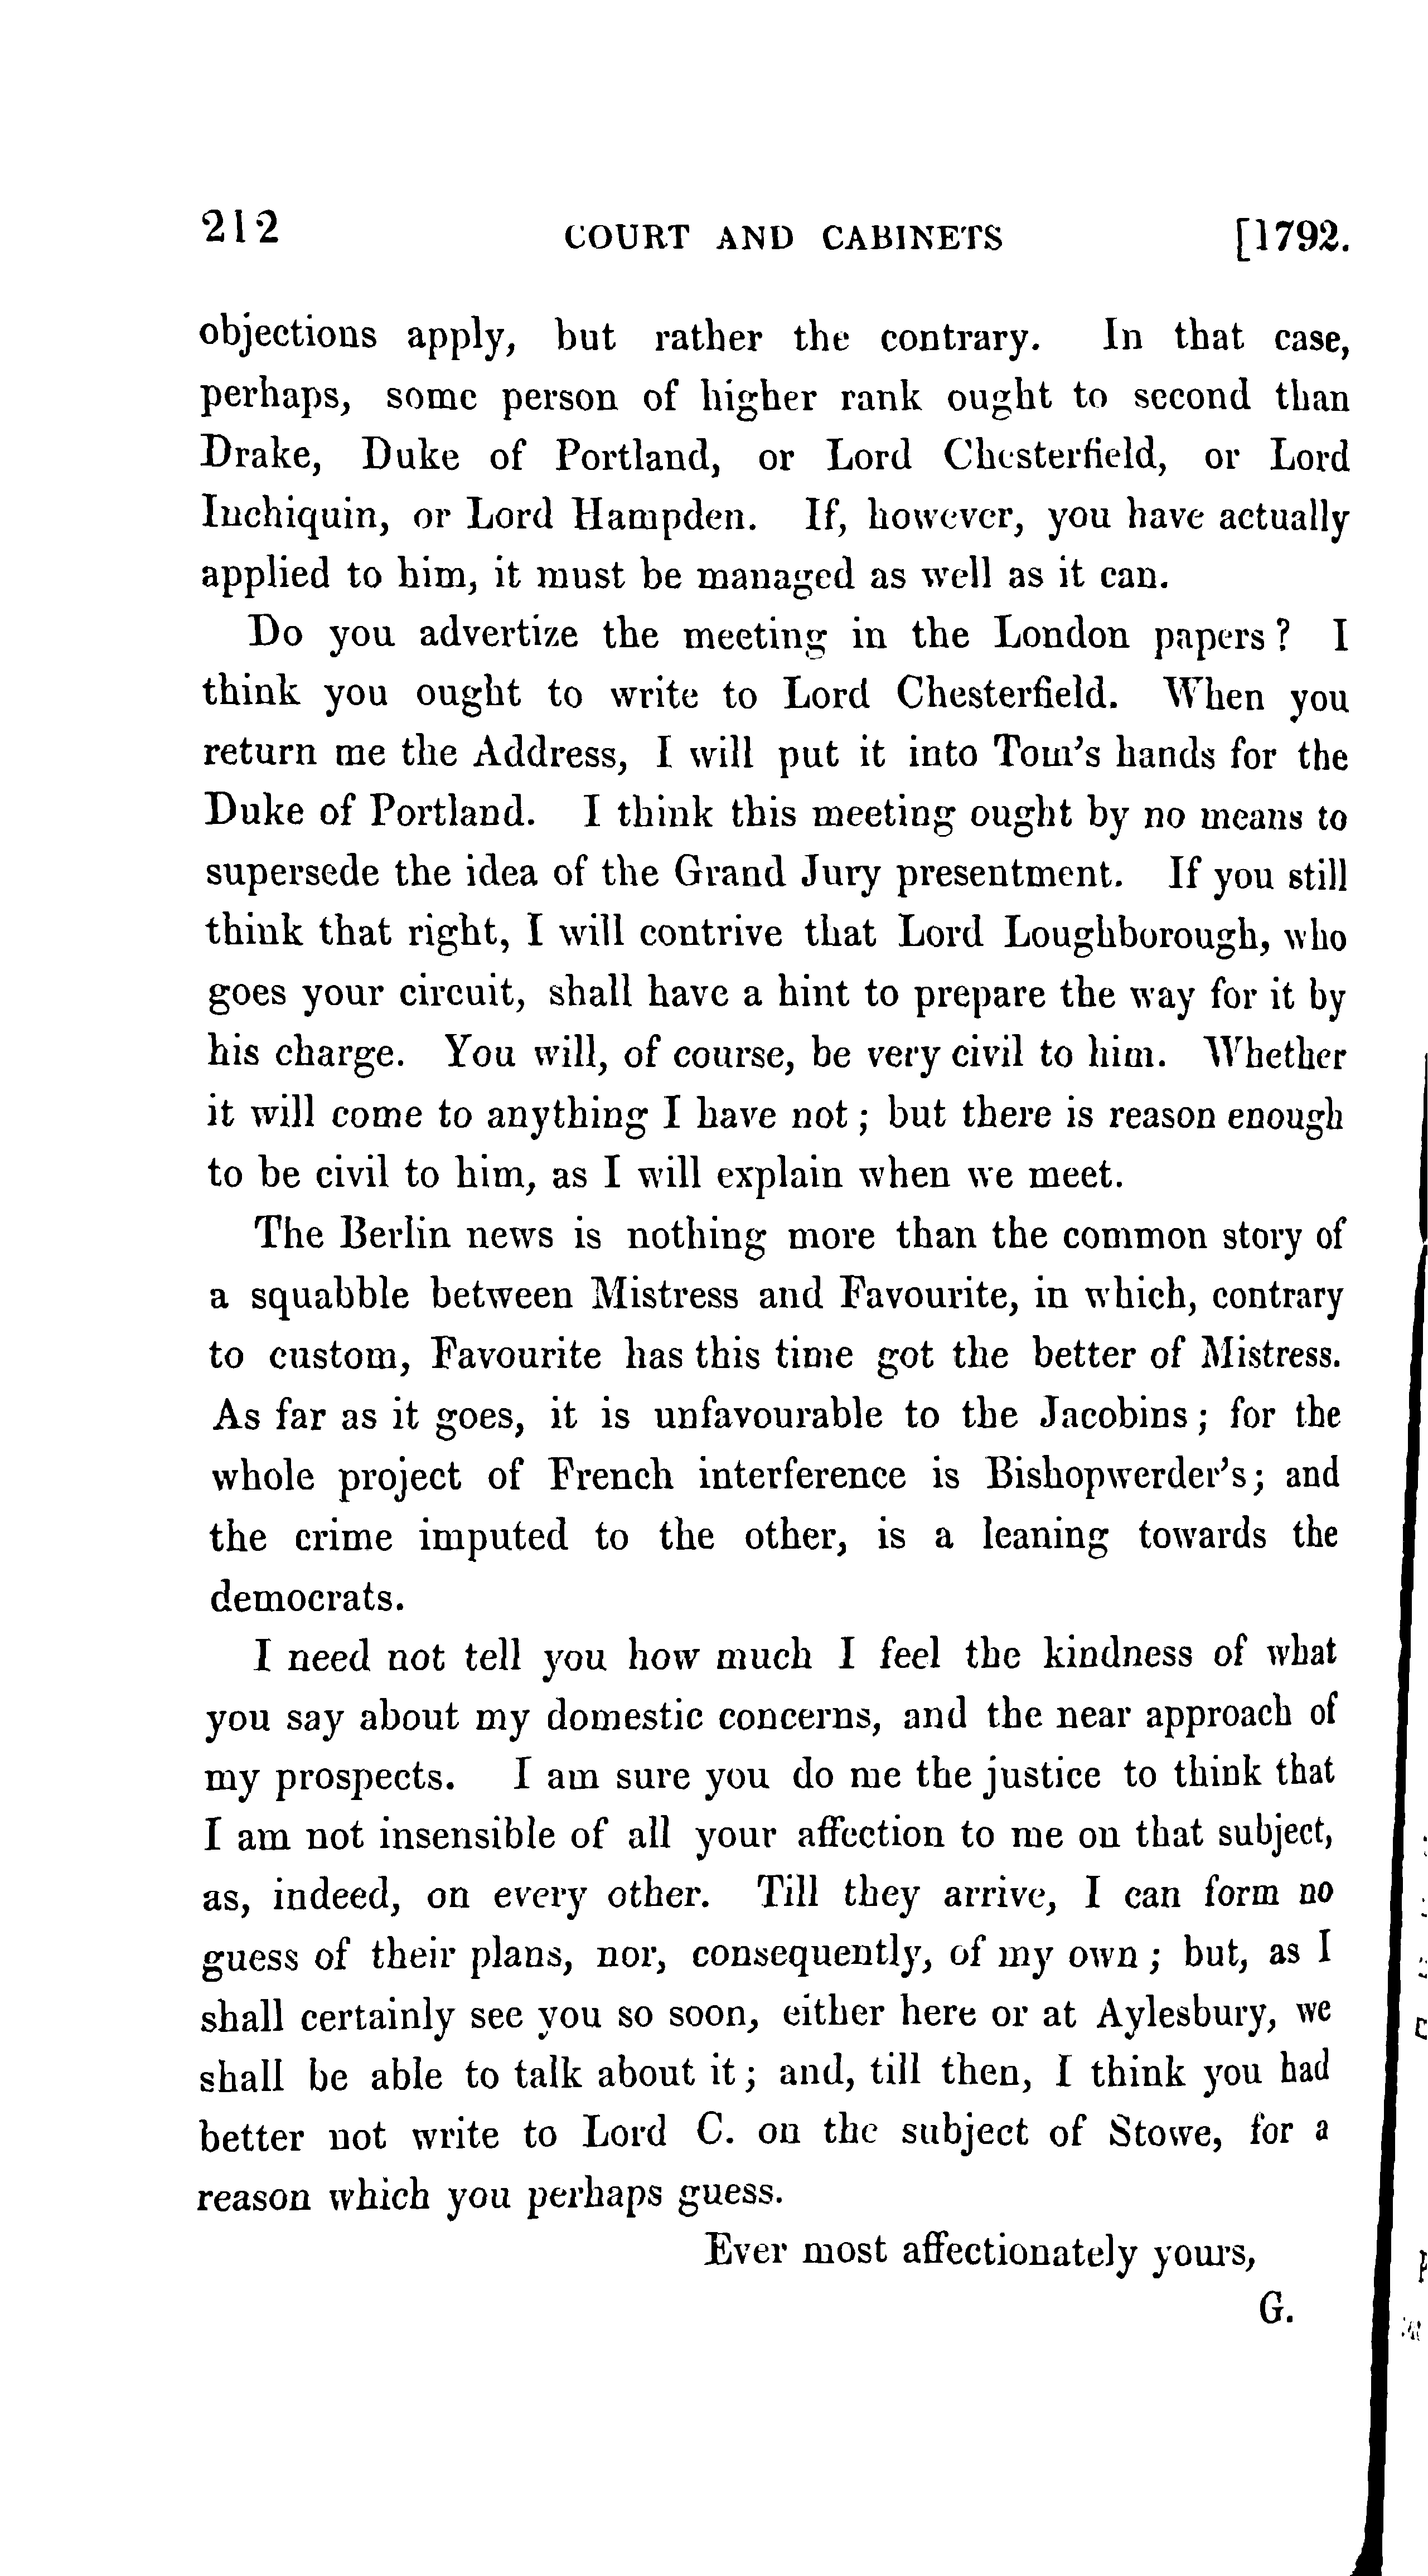 212 COURT AND CABINETS [1792.
objections apply, but rather the contrary. In that case,
perhaps, some person of higher rank ought to second than
Drake, Duke of Portland, or Lord Chesterfield, or Lord
Inchiquin, or Lord Hampden. If, however, you have actually
applied to him, it must be managed as well as it can.
Do you advertize the meeting in the London papers? I
think you ought to write to Lord Chesterfield. When you
return me the Address, I will put it into Tom's hands for the
Duke of Portland. I think this meeting ought by no means to
supersede the idea of the Grand Jury presentment. If you still
think that right, I will contrive that Lord Loughborough, who
goes your circuit, shall have a hint to prepare the way for it by
his charge. You will, of course, be very civil to him. Whether
it will come to anything I have not; but there is reason enough
to be civil to him, as I will explain when we meet.
The Berlin news is nothing more than the common story of
a squabble between Mistress and Favourite, in which, contrary
to custom, Favourite has this time got the better of Mistress.
As far as it goes, it is unfavourable to the Jacobins; for the
whole project of French interference is Bishopwerder's; and
the crime imputed to the other, is a leaning towards the
democrats.
I need not tell you how much I feel the kindness of what
you say about my domestic concerns, and the near approach of
my prospects. I am sure you do me the justice to think that
I am not insensible of all your affection to me on that subject,
as, indeed, on every other. Till they arrive, I can form no
guess of their plans, nor, consequently, of my own; but, as I
shall certainly see you so soon, either here or at Aylesbury, we
shall be able to talk about it; and, till then, I think you had
better not write to Lord C. on the subject of Stowe, for a
reason which you perhaps guess.
Ever most affectionately yours,
G.